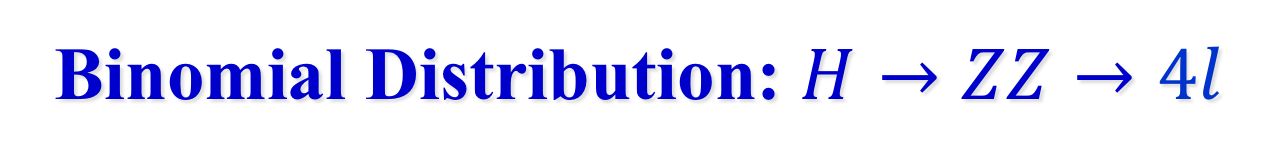 Binomial Distribution: H → ZZ → 4l